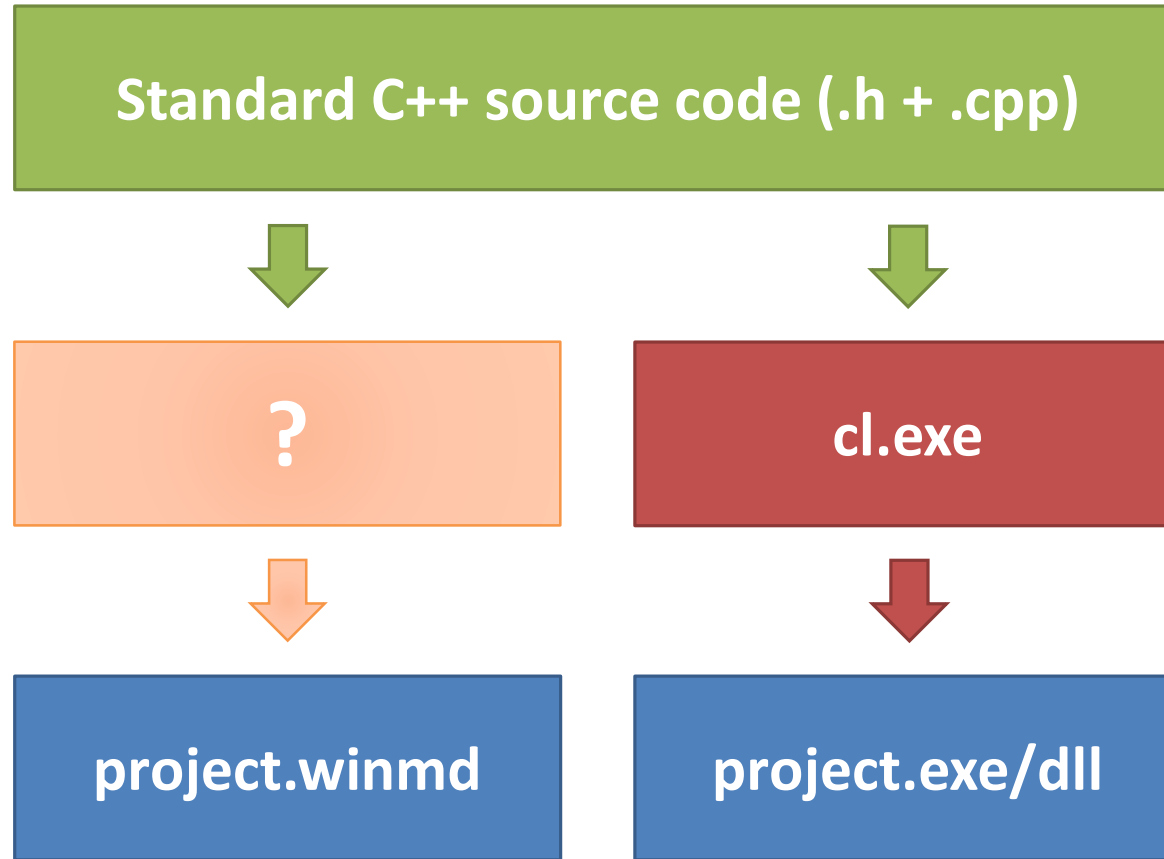 Standard C++ source code (.h + .cpp)
?
cl.exe
project.winmd
project.exe/dll